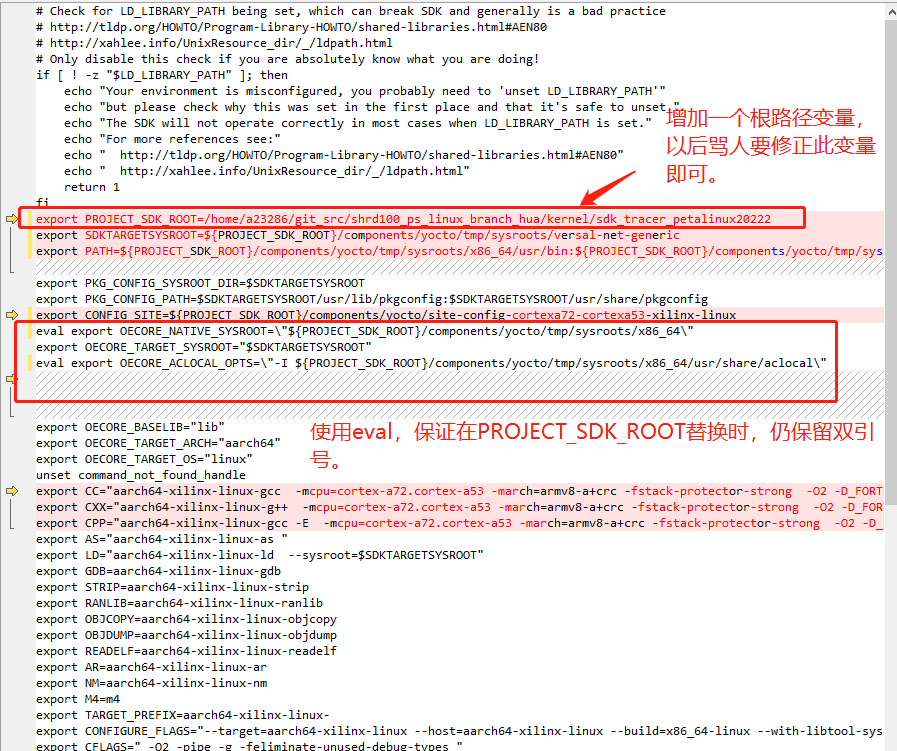 # Check for LD_LIBRARY_PATH being set, which can break SDK and generally is a bad practice
# http://tldp.org/HOWTO/Program-Library-HOWTO/shared-libraries.html#AEN80
# http://xahlee.info/UnixResource_dir/_/ldpath.html
# Only disable this check if you are absolutely know what you are doing!
if [ ! -z "$LD_LIBRARY_PATH" ]; then
echo "Your environment is misconfigured, you probably need to 'unset LD_LIBRARY_PATH'"
echo "but please check why this was set in the first place and that it's safe to unset."
echo "The SDK will not operate correctly in most cases when LD_LIBRARY_PATH is set."
echo "For more references see:"
echo "  http://tldp.org/HOWTO/Program-Library-HOWTO/shared-libraries.html#AEN80"
echo "  http://xahlee.info/UnixResource_dir/_/ldpath.html"
return 1
fi
增加一个根路径变量，
以后骂人要修正此变量
即可。
export PROJECT_SDK_ROOT=/home/a23286/git_src/shrd100_ps_linux_branch_hua/kernel/sdk_tracer_petalinux20222
export SDKTARGETSYSROOT=${PROJECT_SDK_ROOT}/components/yocto/tmp/sysroots/versal-net-generic
export PATH=${PROJECT_SDK_ROOT}/components/yocto/tmp/sysroots/x86_64/usr/bin:${PROJECT_SDK_ROOT}/components/yocto/tmp/sys
export PKG_CONFIG_SYSROOT_DIR=$SDKTARGETSYSROOT
export PKG_CONFIG_PATH=$SDKTARGETSYSROOT/usr/lib/pkgconfig:$SDKTARGETSYSROOT/usr/share/pkgconfig
export CONFIG_SITE=${PROJECT_SDK_ROOT}/components/yocto/site-config-cortexa72-cortexa53-xilinx-linux
eval export OECORE_NATIVE_SYSROOT=\"${PROJECT_SDK_ROOT}/components/yocto/tmp/sysroots/x86_64\"
export OECORE_TARGET_SYSROOT="$SDKTARGETSYSROOT"
eval export OECORE_ACLOCAL_OPTS=\"-I ${PROJECT_SDK_ROOT}/components/yocto/tmp/sysroots/x86_64/usr/share/aclocal\"
export OECORE_BASELIB="lib"
export OECORE_TARGET_ARCH="aarch64"
export OECORE_TARGET_OS="linux"
unset command_not_found_handle
使用eval，保证在PROJECT_SDK_ROOT替换时，仍保留双引
号。
export CC="aarch64-xilinx-linux-gcc  -mcpu=cortex-a72.cortex-a53 -march=armv8-a+crc -fstack-protector-strong  -O2 -D_FORT
export CXX="aarch64-xilinx-linux-g++  -mcpu=cortex-a72.cortex-a53 -march=armv8-a+crc -fstack-protector-strong  -O2 -D_FOR
export CPP="aarch64-xilinx-linux-gcc -E  -mcpu=cortex-a72.cortex-a53 -march=armv8-a+crc -fstack-protector-strong  -O2 -D_
export AS="aarch64-xilinx-linux-as "
export LD="aarch64-xilinx-linux-ld  --sysroot=$SDKTARGETSYSROOT"
export GDB=aarch64-xilinx-linux-gdb
export STRIP=aarch64-xilinx-linux-strip
export RANLIB=aarch64-xilinx-linux-ranlib
export OBJCOPY=aarch64-xilinx-linux-objcopy
export OBJDUMP=aarch64-xilinx-linux-objdump
export READELF=aarch64-xilinx-linux-readelf
export AR=aarch64-xilinx-linux-ar
export NM=aarch64-xilinx-linux-nm
export M4=m4
export TARGET_PREFIX=aarch64-xilinx-linux-
export CONFIGURE_FLAGS="--target=aarch64-xilinx-linux --host=aarch64-xilinx-linux --build=x86_64-linux --with-libtool-sys
export CFLAGS=" -O2 -pipe -g -feliminate-unused-debug-types "